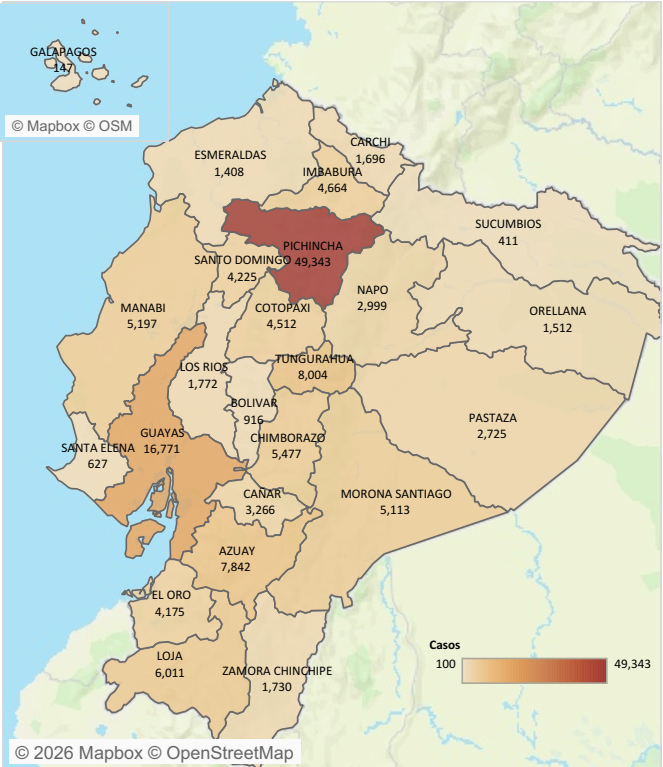 GALAPAGOS
147
© Mapbox © OSM
CARCHI
1,696
ESMERALDAS
1,408
IMBABURA
4,664
SUCUMBIOS
411
PICHINCHA
49,343
SANTO DOMINGO
4,225
NAPO
2,999
MANABI
5,197
COTOPAXI
4,512
ORELLANA
1,512
TUNGURAHUA
8,004
LOS RIOS
1,772
BOLIVAR
916
PASTAZA
2,725
GUAYAS
16,771
CHIMBORAZO
5,477
SANTA ELENA
627
CAÑAR
3,266
MORONA SANTIAGO
5,113
AZUAY
7,842
EL ORO
4,175
LOJA
6,011
ZAMORA CHINCHIPE
1,730
Casos
100 49,343
© 2026 Mapbox © OpenStreetMap